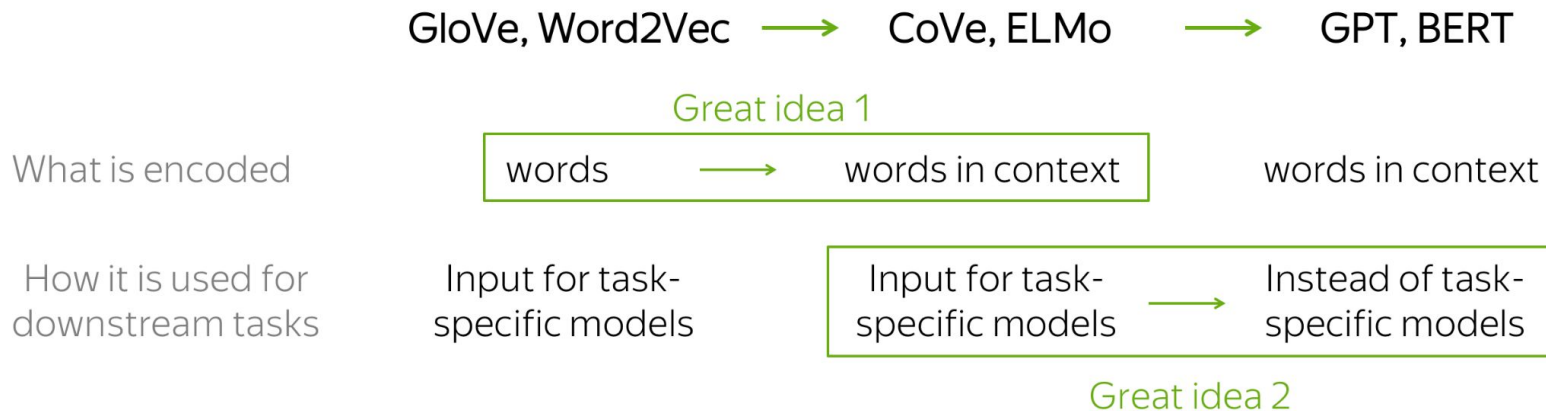 GloVe, Word2Vec → CoVe, ELMo → GPT, BERT
Great idea 1
What is encoded words → words in context words in context
How it is used for Input for task- Input for task- Instead of task-
downstream tasks specific models specific models → specific models
Great idea 2